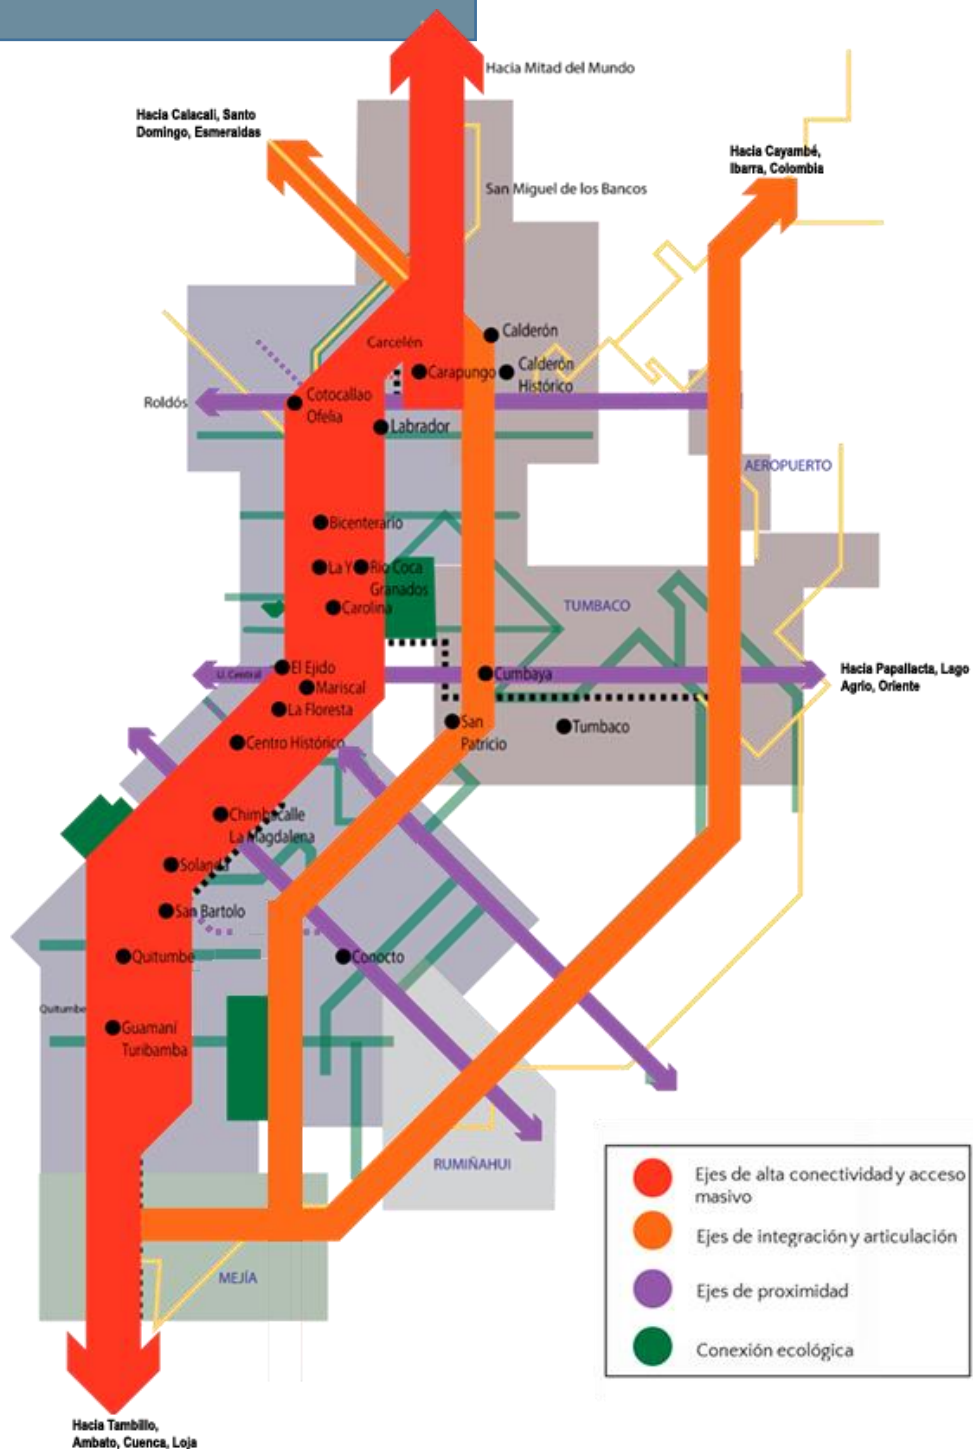 Hacia Mitad del Mundo
Hacia Calacali, Santo
Domingo, Esmeraldas
Hacia Cayambé,
Ibarra, Colombia
San Miguel de los Bancos
Calderón
Carcelén
Carapungo
Calderón
Histórico
Roldós
Cotocallao
Ofelia
Labrador
AEROPUERTO
Bicenterario
La Y
Rio Coca
Granados
Carolina
TUMBACO
El Ejido
U. Central
Cumbaya
Hacia Papallacta, Lago
Agrio, Oriente
Mariscal
La Floresta
San
Patricio
Tumbaco
Centro Histórico
Chimbacalle
La Magdalena
Solanda
San Bartolo
Quitumbe
Conocto
Quitumbe
Guamaní
Turibamba
RUMIÑAHUI
MEJÍA
Ejes de alta conectividad y acceso
masivo
Ejes de integración y articulación
Ejes de proximidad
Conexión ecológica
Hacia Tambillo,
Ambato, Cuenca, Loja